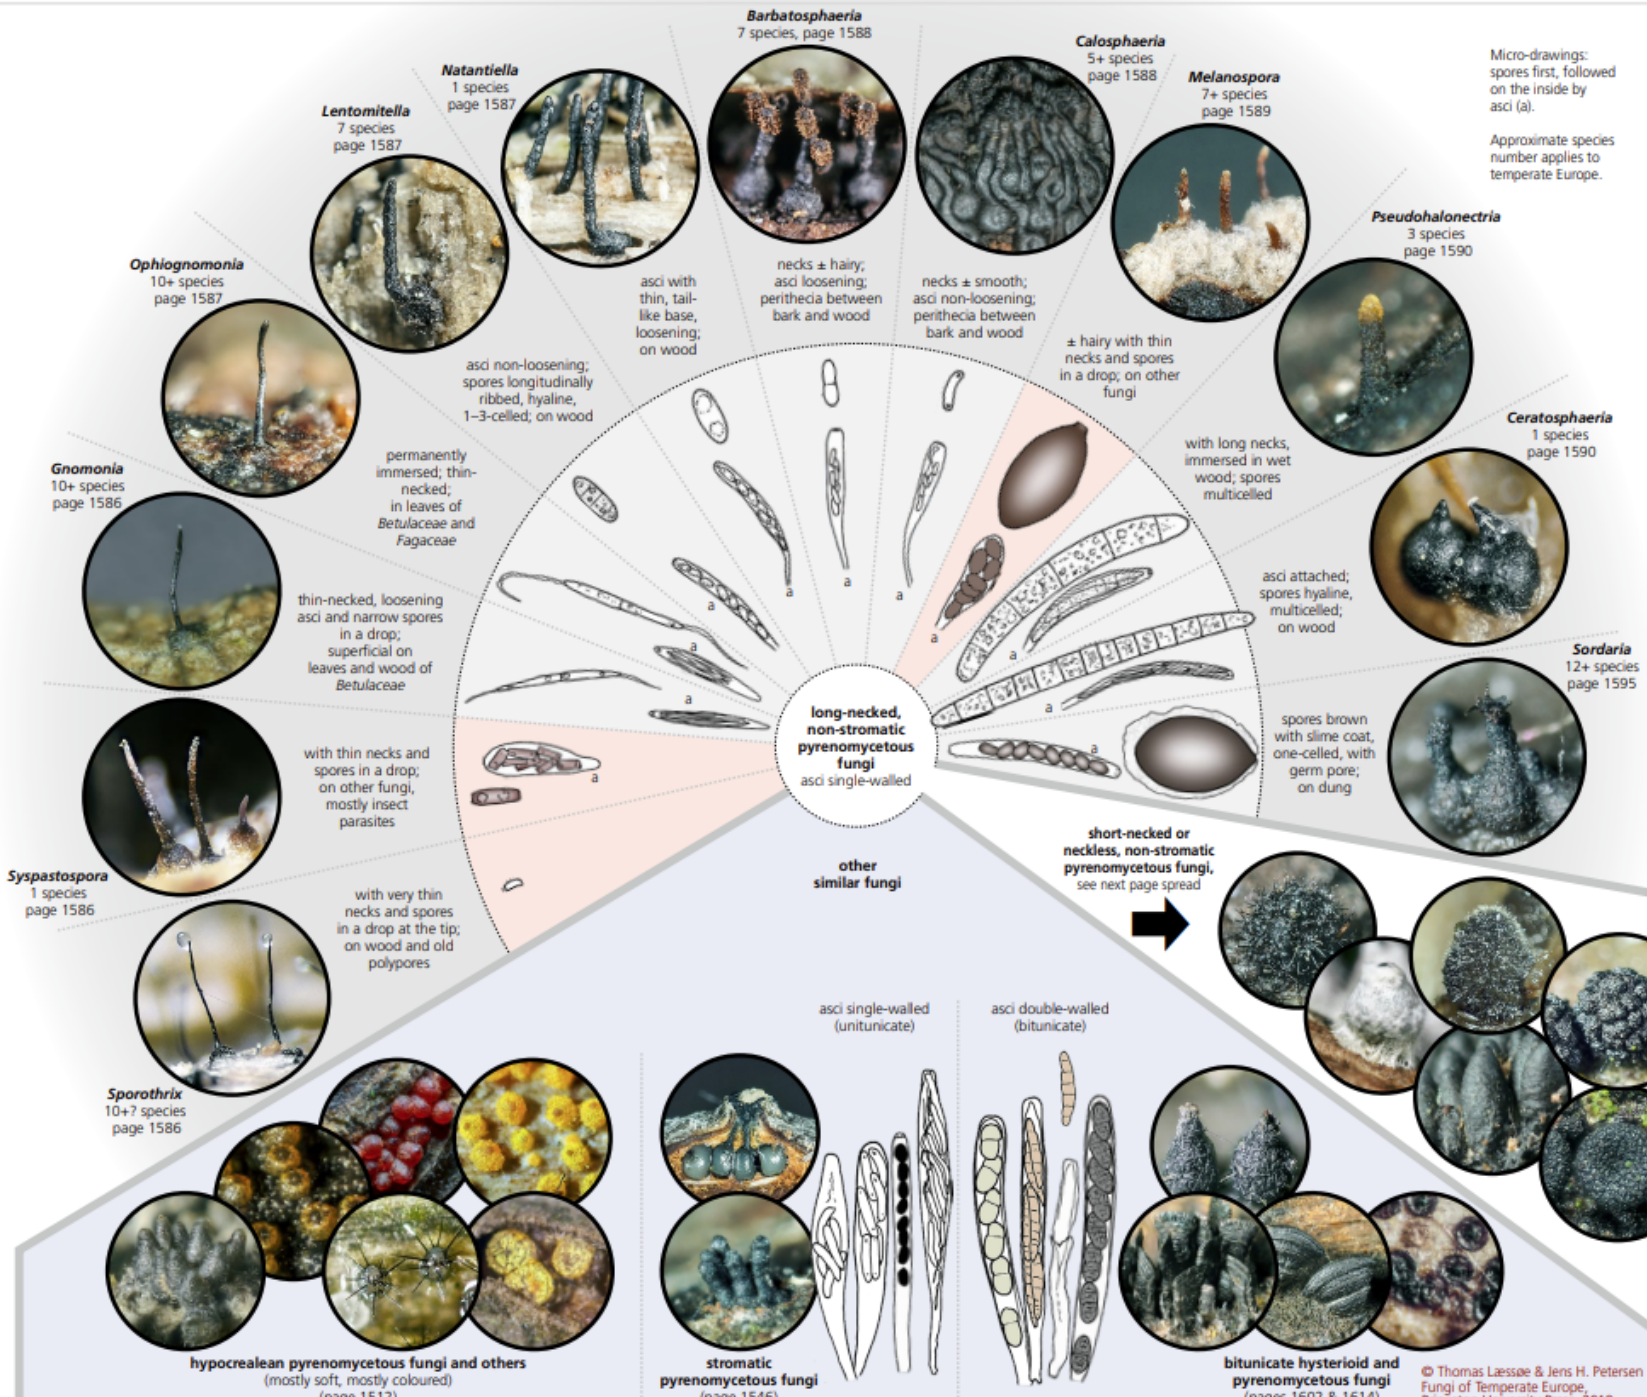 Barbatosphaeria
7 species, page 1588
Calosphaeria
5+ species
page 1588
Natantiella
1 species
page 1587
Melanospora
7+ species
page 1589
Micro-drawings:
spores first, followed
on the inside by
asci (a).
Approximate species
number applies to
temperate Europe.
Lentomitella
7 species
page 1587
Pseudohalonectria
3 species
page 1590
Ophiognomonia
10+ species
page 1587
asci with
thin, tail-
like base,
loosening;
on wood
necks ± hairy;
asci loosening;
perithecia between
bark and wood
necks ± smooth;
asci non-loosening;
perithecia between
bark and wood
± hairy with thin
necks and spores
in a drop; on other
fungi
asci non-loosening;
spores longitudinally
ribbed, hyaline,
1–3-celled; on wood
Ceratosphaeria
1 species
page 1590
with long necks,
immersed in wet
wood; spores
multicelled
permanently
immersed; thin-
necked;
in leaves of
Betulaceae and
Fagaceae
Gnomonia
10+ species
page 1586
asci attached;
spores hyaline,
multicelled;
on wood
thin-necked, loosening
asci and narrow spores
in a drop;
superficial on
leaves and wood of
Betulaceae
a
a
a
a
a
a
a
a
a
a
a
Sordaria
12+ species
page 1595
long-necked,
non-stromatic
pyrenomycetous
fungi
asci single-walled
spores brown
with slime coat,
one-celled, with
germ pore;
on dung
with thin necks and
spores in a drop;
on other fungi,
mostly insect
parasites
Syspastospora
1 species
page 1586
other
similar fungi
short-necked or
neckless, non-stromatic
pyrenomycetous fungi,
see next page spread
with very thin
necks and spores
in a drop at the tip;
on wood and old
polypores
Sporothrix
10+? species
page 1586
asci single-walled
(unitunicate)
asci double-walled
(bitunicate)
hypocrealean pyrenomycetous fungi and others
(mostly soft, mostly coloured)
(page 1512)
stromatic
pyrenomycetous fungi
(page 1546)
bitunicate hysterioid and
pyrenomycetous fungi
(pages 1602 & 1614)
© Thomas Læssøe & Jens H. Petersen
Fungi of Temperate Europe,